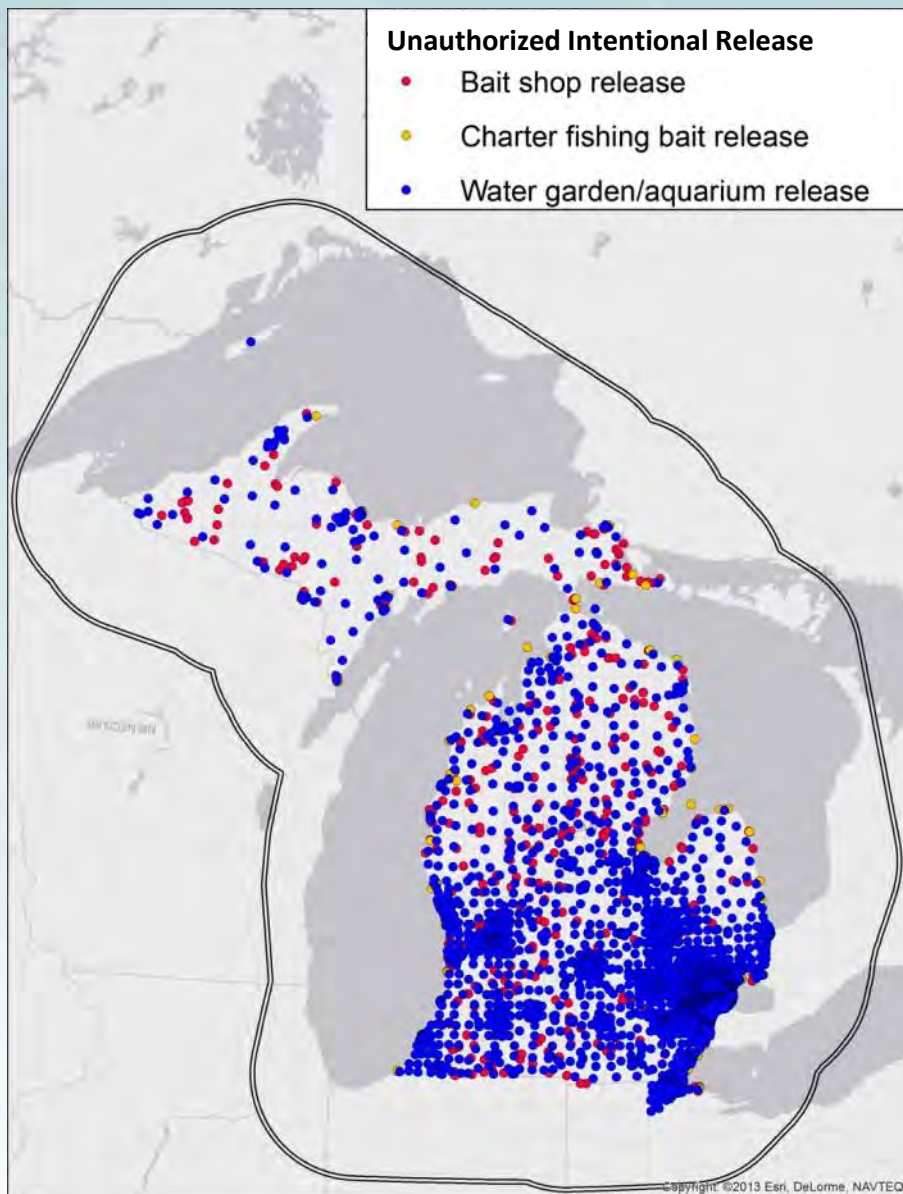 Unauthorized Intentional Release
Bait shop release
Charter fishing bait release
Water garden/aquarium release
Copyright: ©2013 Esri, DeLorme, NAVTEQ